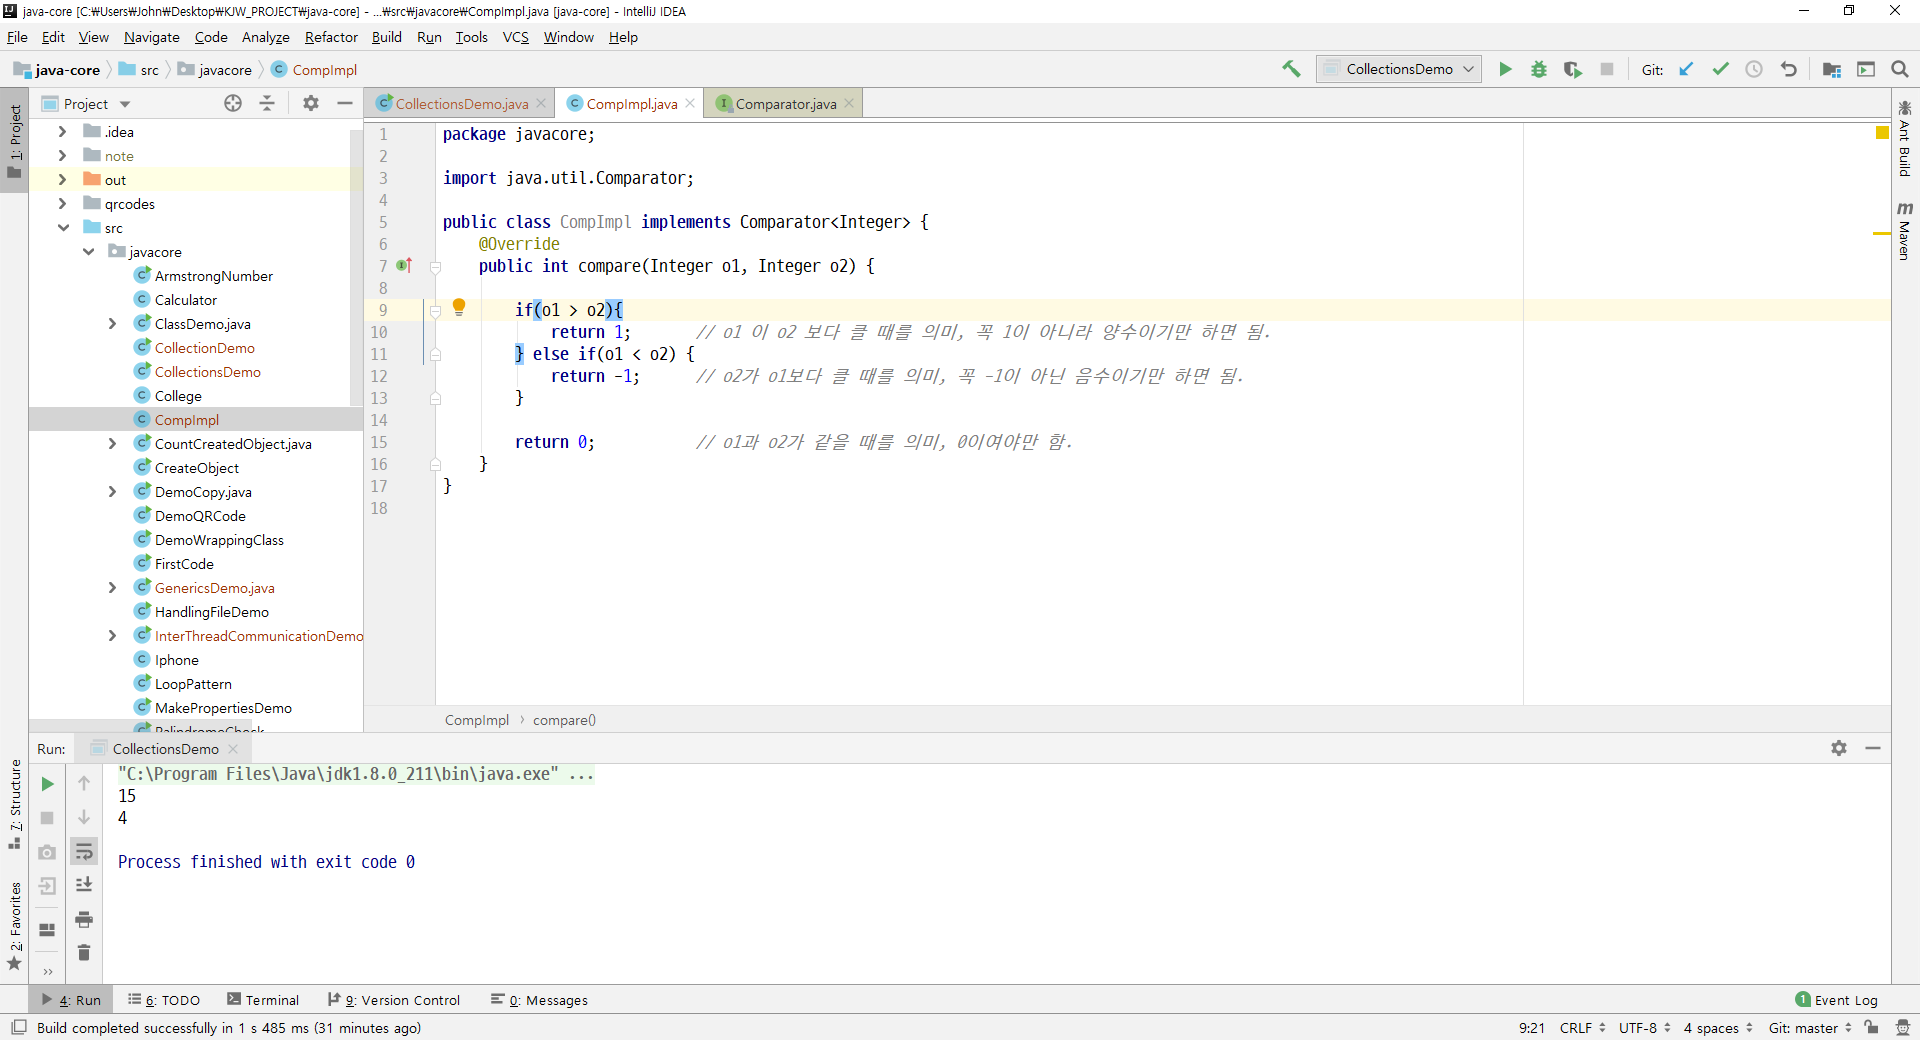 java-core [C:₩Users₩John₩Desktop₩KJW_PROJECT₩java-core] - ...₩src₩javacore₩CompImpl.java [java-core] - IntelliJ IDEA
File Edit View Navigate Code Analyze Refactor Build Run Tools VCS Window Help
java-core src javacore CompImpl CollectionsDemo Git:
1: Project
Project
.idea
note
out
qrcodes
src
javacore
ArmstrongNumber
Calculator
ClassDemo.java
CollectionDemo
CollectionsDemo
College
CompImpl
CountCreatedObject.java
CreateObject
DemoCopy.java
DemoQRCode
DemoWrappingClass
FirstCode
GenericsDemo.java
HandlingFileDemo
InterThreadCommunicationDemo
Iphone
LoopPattern
MakePropertiesDemo
PalindromeCheck
CollectionsDemo.java CompImpl.java Comparator.java
1 package javacore;
2
3 import java.util.Comparator;
4
5 public class CompImpl implements Comparator<Integer> {
6 @Override
7 public int compare(Integer o1, Integer o2) {
8
9 if(o1 > o2){
10 return 1; // o1 이 o2 보다 클 때를 의미, 꼭 1이 아니라 양수이기만 하면 됨.
11 } else if(o1 < o2) {
12 return -1; // o2가 o1보다 클 때를 의미, 꼭 -1이 아닌 음수이기만 하면 됨.
13 }
14
15 return 0; // o1과 o2가 같을 때를 의미, 0이여야만 함.
16 }
17 }
18
CompImpl › compare()
Ant Build
m Maven
Run: CollectionsDemo
"C:\Program Files\Java\jdk1.8.0_211\bin\java.exe" ...
15
4
Process finished with exit code 0
7: Structure
2: Favorites
4: Run 6: TODO Terminal 9: Version Control 0: Messages 1 Event Log
Build completed successfully in 1 s 485 ms (31 minutes ago) 9:21 CRLF UTF-8 4 spaces Git: master